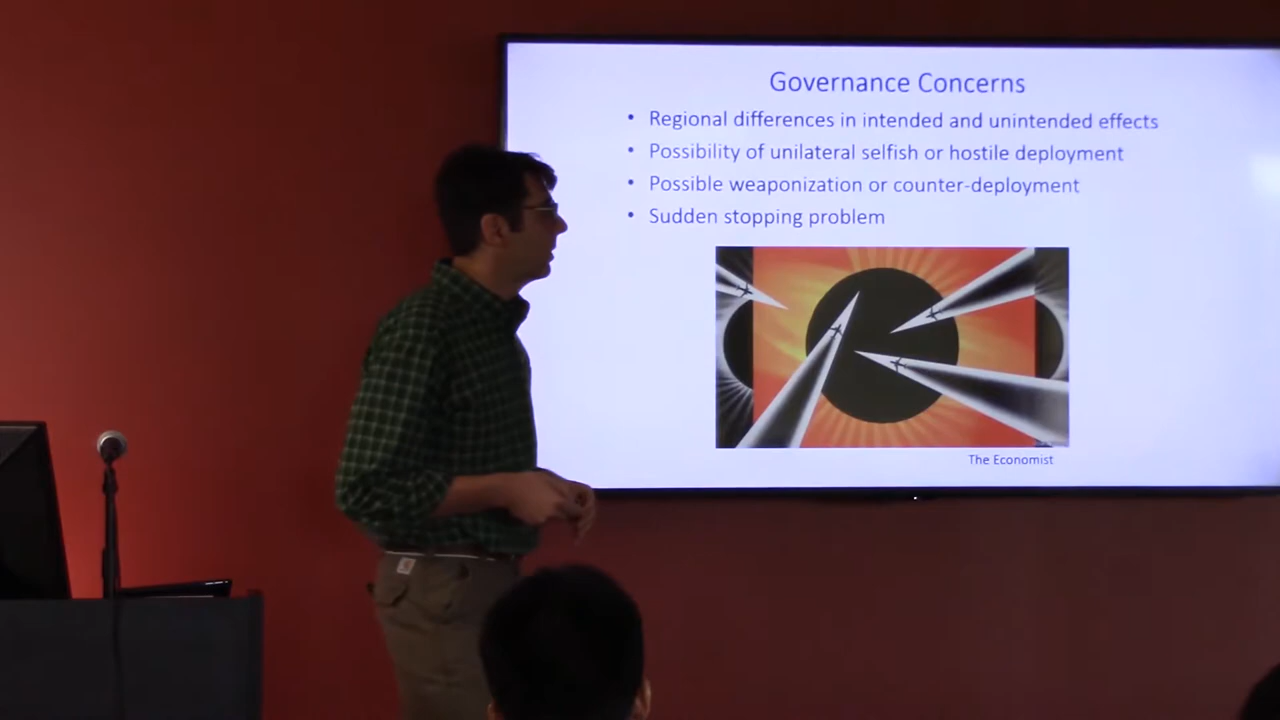 Governance Concerns
• Regional differences in intended and unintended effects
• Possibility of unilateral selfish or hostile deployment
• Possible weaponization or counter-deployment
• Sudden stopping problem
The Economist